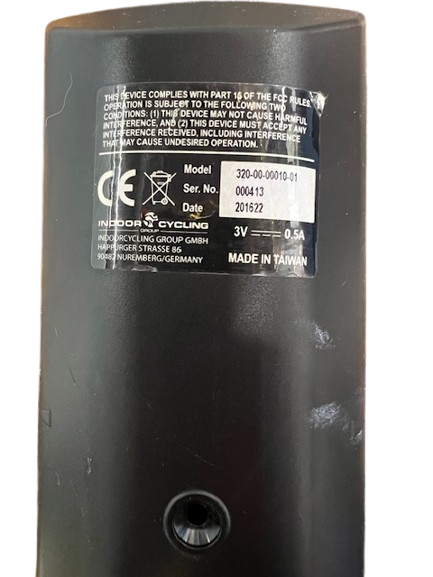 THIS DEVICE COMPLIES WITH PART 15 OF THE FCC RULES.
OPERATION IS SUBJECT TO THE FOLLOWING TWO
CONDITIONS: (1) THIS DEVICE MAY NOT CAUSE HARMFUL
INTERFERENCE, AND (2) THIS DEVICE MUST ACCEPT ANY
INTERFERENCE RECEIVED, INCLUDING INTERFERENCE
THAT MAY CAUSE UNDESIRED OPERATION.
CE
Model 320-00-00010-01
Ser. No. 000413
Date 201622
INDOOR CYCLING
GROUP
INDOORCYCLING GROUP GMBH
HAPPURGER STRASSE 86
90482 NUREMBERG/GERMANY
3V 0.5A
MADE IN TAIWAN